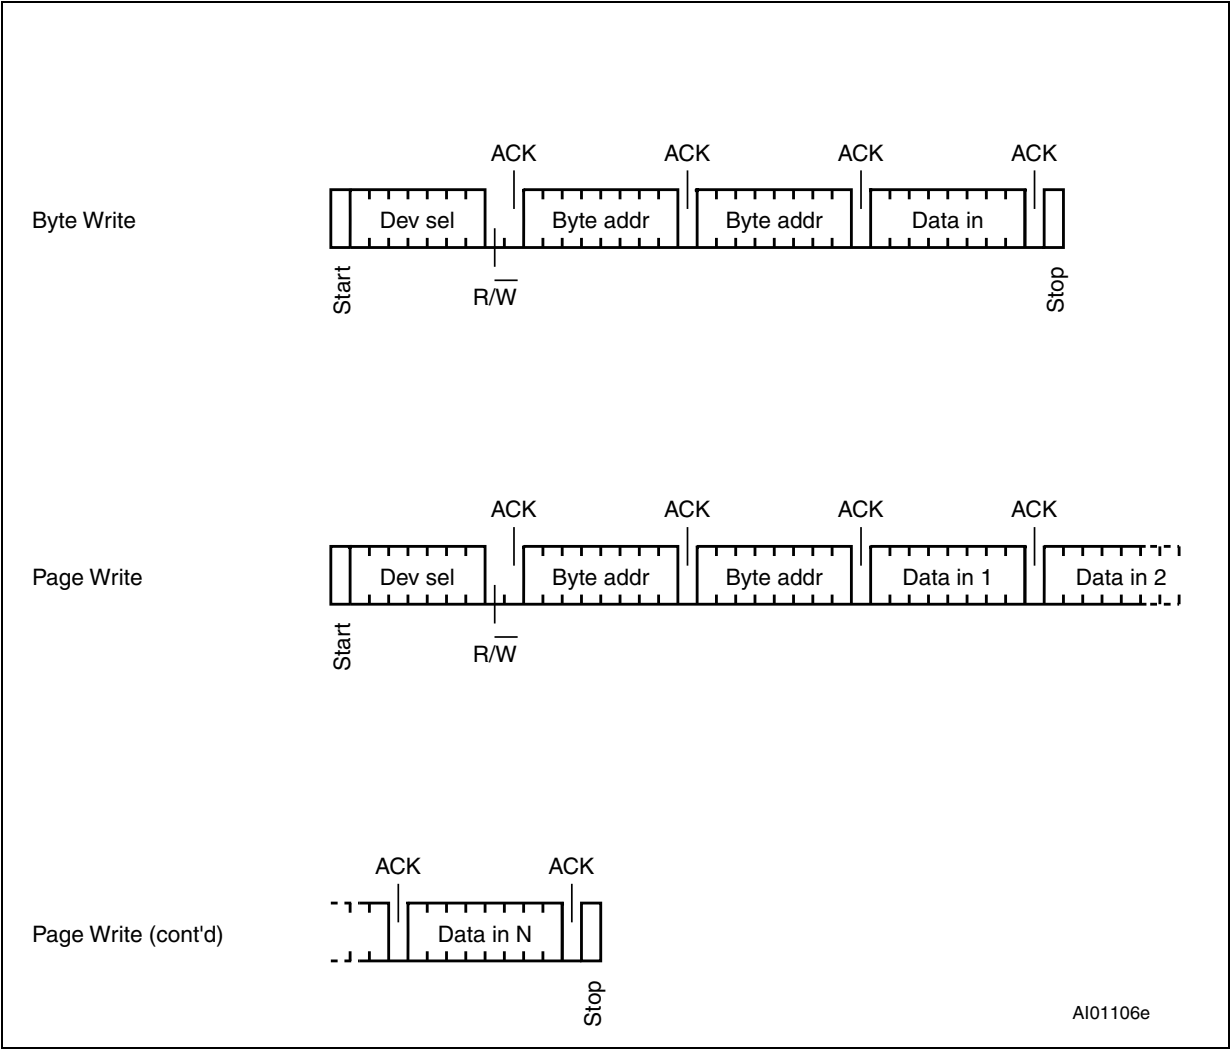 ACK ACK ACK ACK
Byte Write Dev sel Byte addr Byte addr Data in
Start R/W̅ Stop
ACK ACK ACK ACK
Page Write Dev sel Byte addr Byte addr Data in 1 Data in 2
Start R/W̅
ACK ACK
Page Write (cont'd) Data in N
Stop
AI01106e